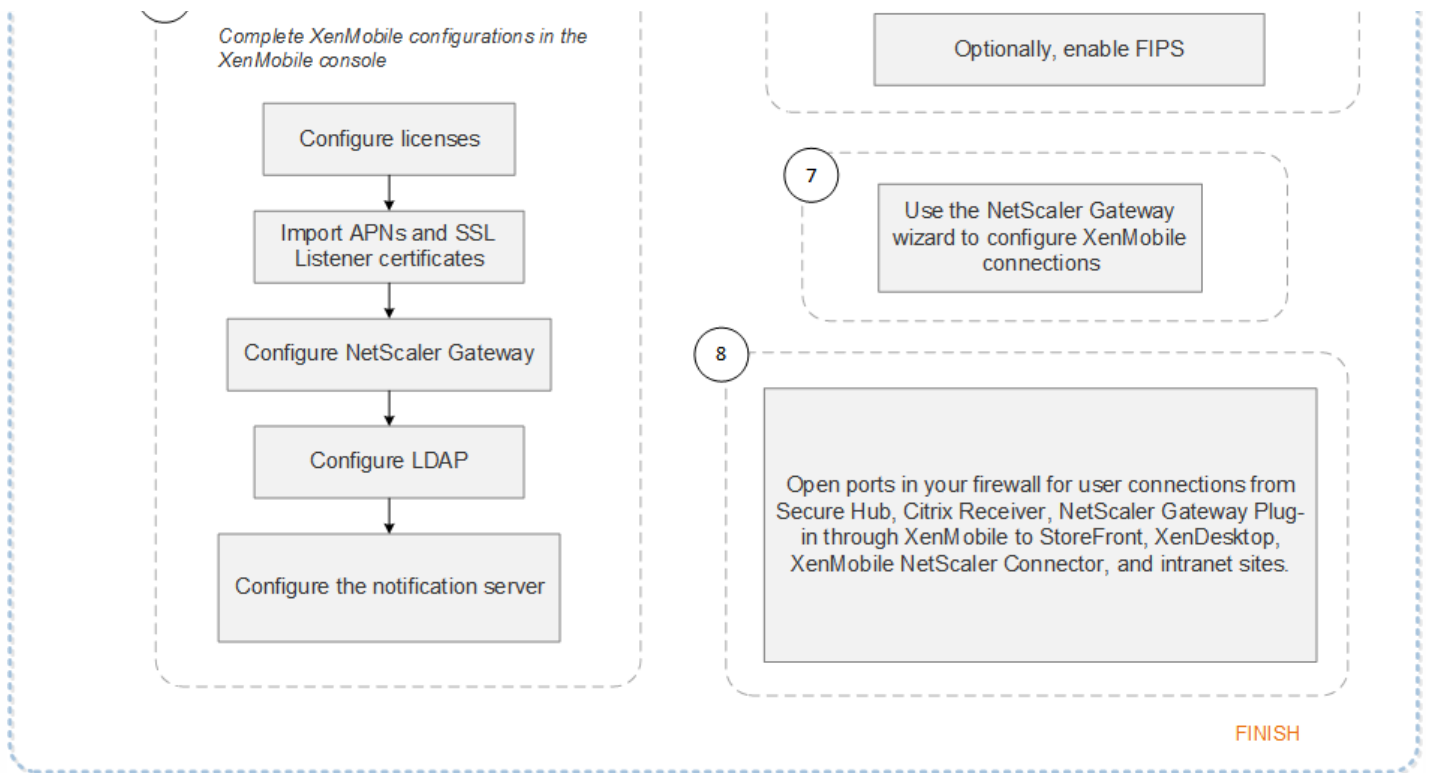 Complete XenMobile configurations in the
XenMobile console
Configure licenses
Import APNs and SSL
Listener certificates
Configure NetScaler Gateway
Configure LDAP
Configure the notification server
Optionally, enable FIPS
7
Use the NetScaler Gateway
wizard to configure XenMobile
connections
8
Open ports in your firewall for user connections from
Secure Hub, Citrix Receiver, NetScaler Gateway Plug-
in through XenMobile to StoreFront, XenDesktop,
XenMobile NetScaler Connector, and intranet sites.
FINISH